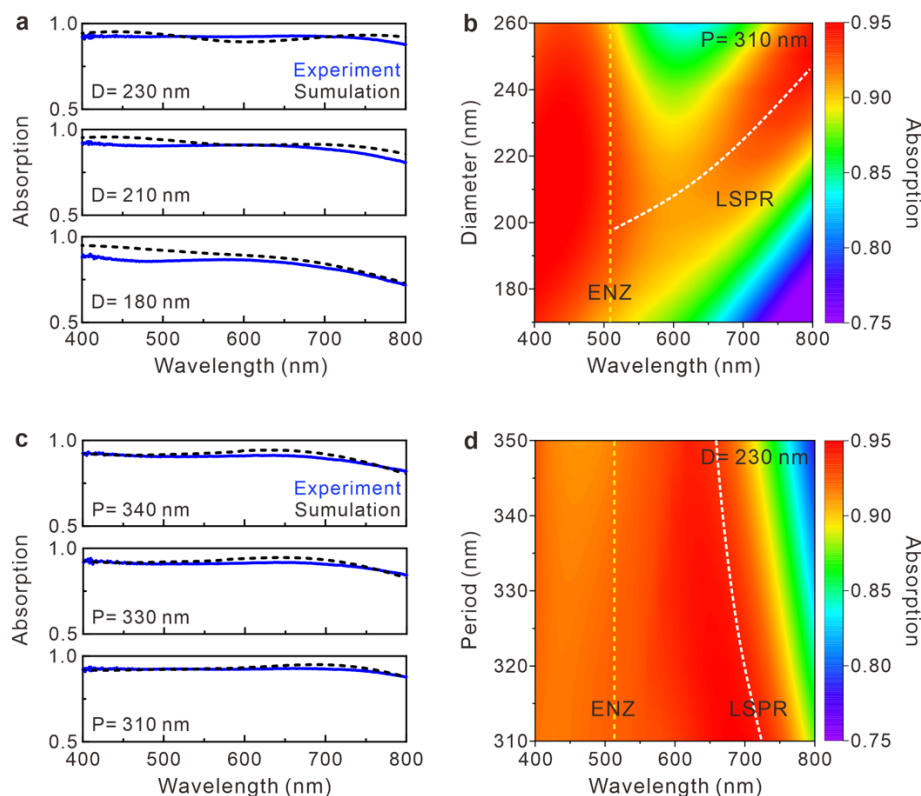 a
1.0
0.5
D= 230 nm
Experiment
Sumulation
1.0
0.5
D= 210 nm
1.0
0.5
D= 180 nm
400 500 600 700 800
Wavelength (nm)
Absorption
b
260
240
220
200
170
Diameter (nm)
P= 310 nm
LSPR
ENZ
400 500 600 700 800
Wavelength (nm)
0.95
0.90
0.85
0.80
0.75
Absorption
c
1.0
0.5
P= 340 nm
Experiment
Sumulation
1.0
0.5
P= 330 nm
1.0
0.5
P= 310 nm
400 500 600 700 800
Wavelength (nm)
Absorption
d
350
340
330
320
310
Period (nm)
D= 230 nm
ENZ
LSPR
400 500 600 700 800
Wavelength (nm)
0.95
0.90
0.85
0.80
0.75
Absorption